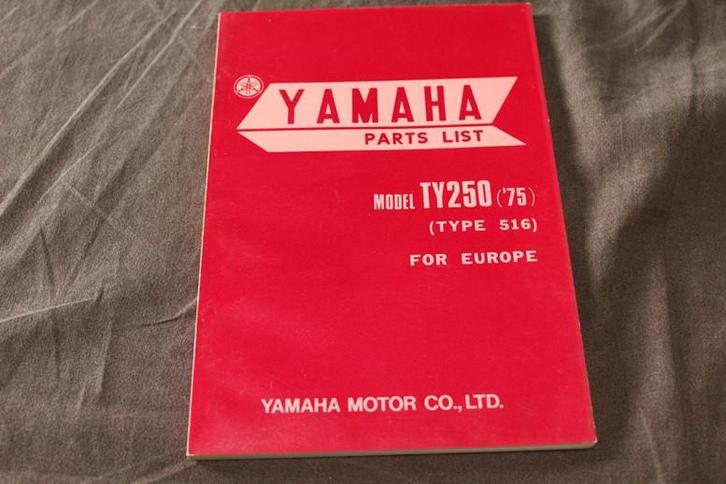 YAMAHA
PARTS LIST
MODEL TY250 ('75)
(TYPE 516)
FOR EUROPE
YAMAHA MOTOR CO., LTD.